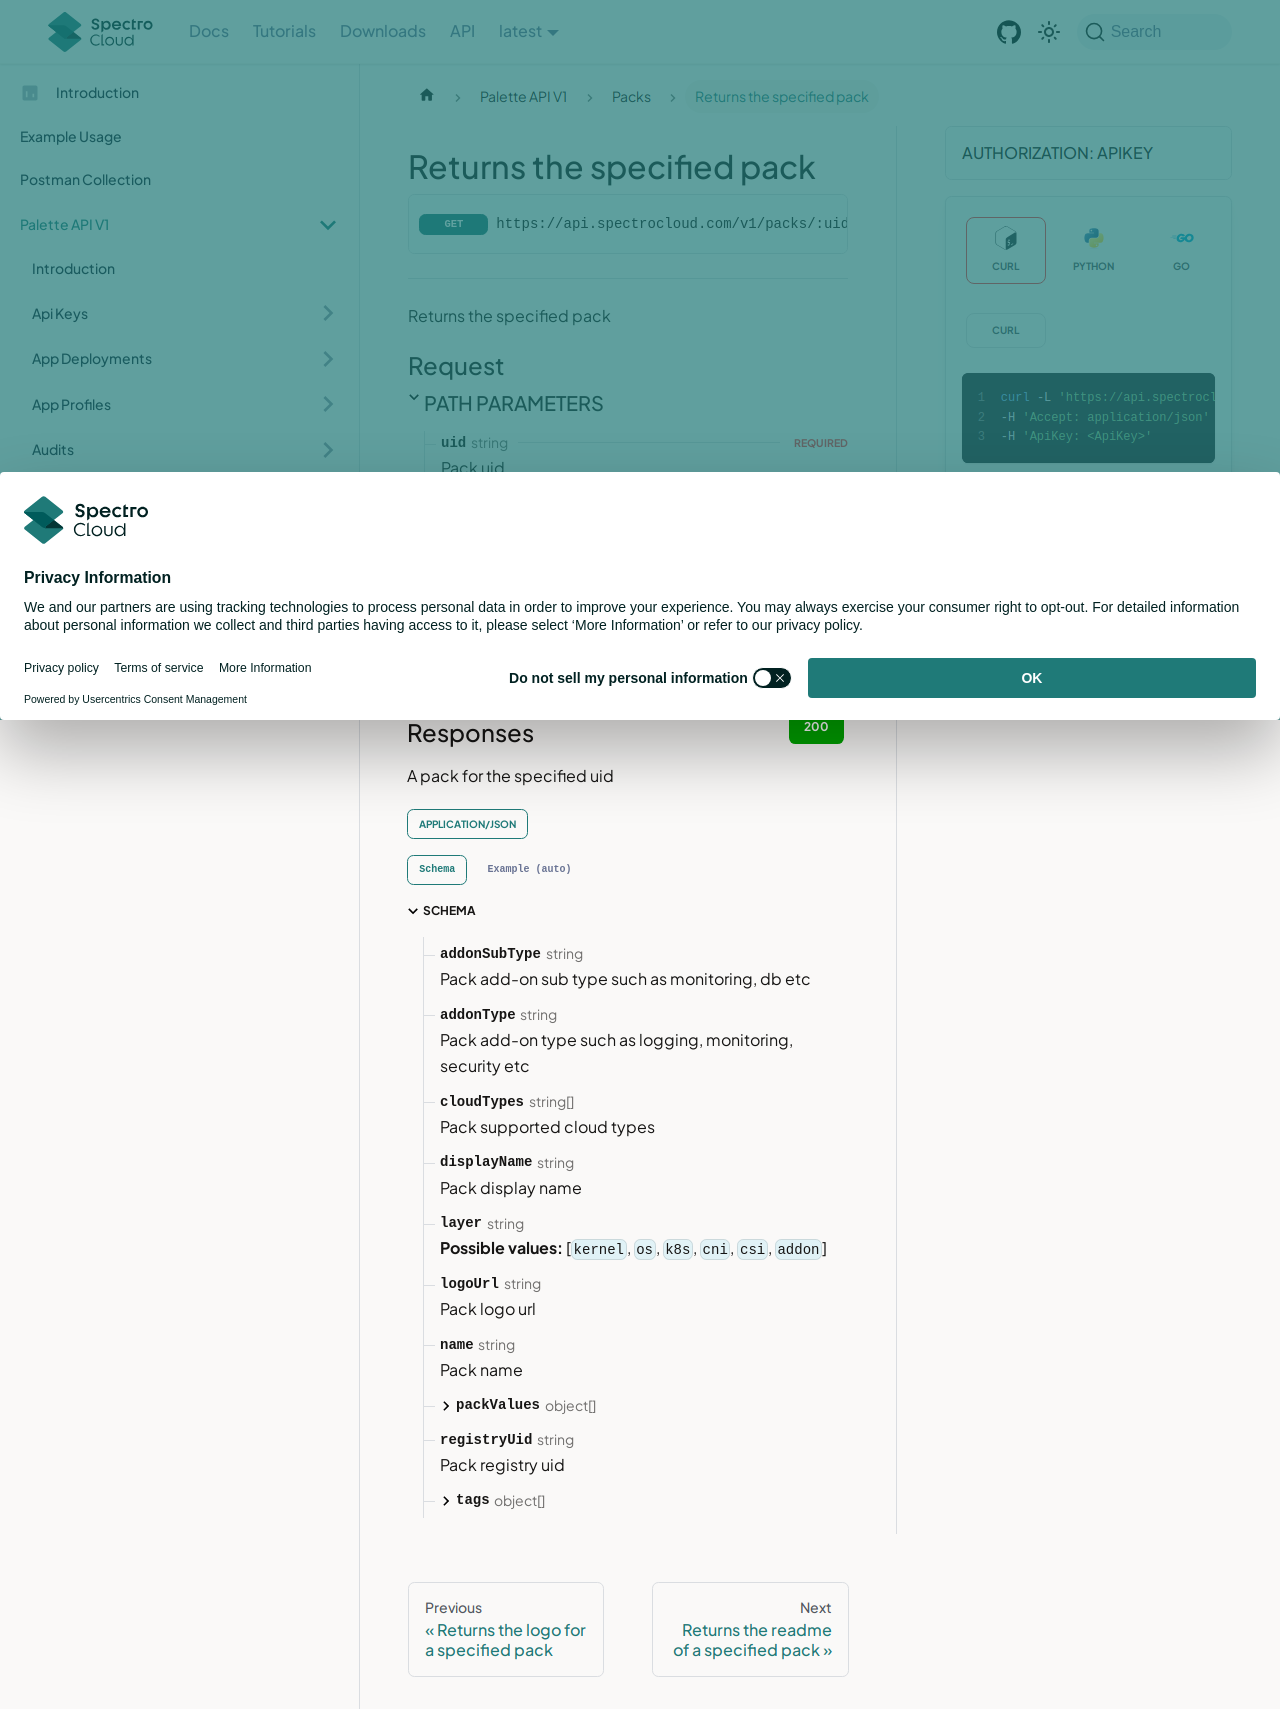 Spectro Cloud
Docs
Tutorials
Downloads
API
latest
Search
Introduction
Example Usage
Postman Collection
Palette API V1
Introduction
Api Keys
App Deployments
App Profiles
Audits
Palette API V1
Packs
Returns the specified pack
Returns the specified pack
GET https://api.spectrocloud.com/v1/packs/:uid
Returns the specified pack
Request
PATH PARAMETERS
uid string REQUIRED
Pack uid
AUTHORIZATION: APIKEY
CURL
PYTHON
GO
CURL
1 curl -L 'https://api.spectrocl
2 -H 'Accept: application/json'
3 -H 'ApiKey: <ApiKey>'
Spectro
Cloud
Privacy Information
We and our partners are using tracking technologies to process personal data in order to improve your experience. You may always exercise your consumer right to opt-out. For detailed information
about personal information we collect and third parties having access to it, please select ‘More Information’ or refer to our privacy policy.
Privacy policy Terms of service More Information
Do not sell my personal information
OK
Powered by Usercentrics Consent Management
Responses
200
A pack for the specified uid
APPLICATION/JSON
Schema Example (auto)
SCHEMA
addonSubType string
Pack add-on sub type such as monitoring, db etc
addonType string
Pack add-on type such as logging, monitoring,
security etc
cloudTypes string[]
Pack supported cloud types
displayName string
Pack display name
layer string
Possible values: [kernel, os, k8s, cni, csi, addon]
logoUrl string
Pack logo url
name string
Pack name
packValues object[]
registryUid string
Pack registry uid
tags object[]
Previous
« Returns the logo for
a specified pack
Next
Returns the readme
of a specified pack »